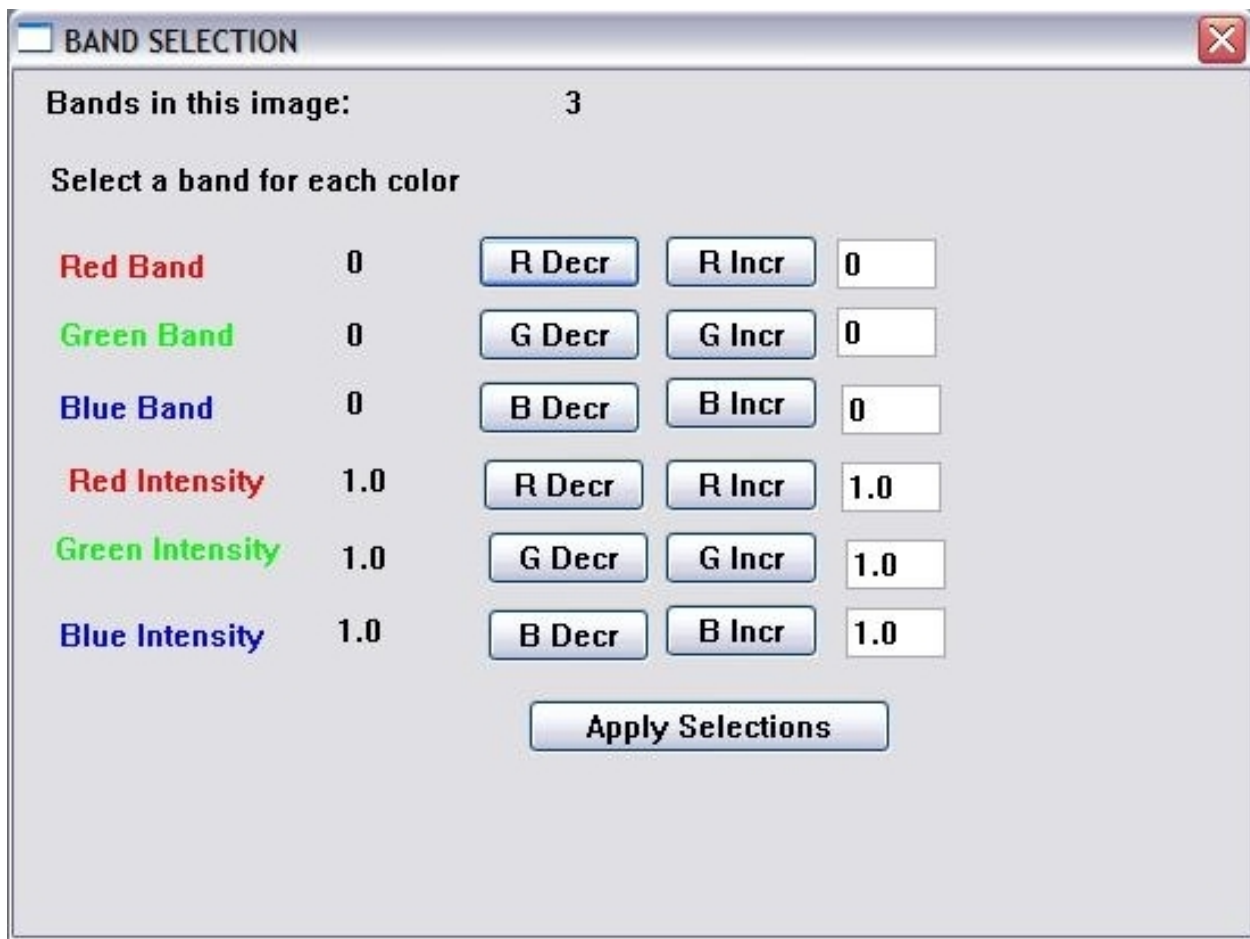 BAND SELECTION
Bands in this image: 3
Select a band for each color
Red Band 0 R Decr R Incr 0
Green Band 0 G Decr G Incr 0
Blue Band 0 B Decr B Incr 0
Red Intensity 1.0 R Decr R Incr 1.0
Green Intensity 1.0 G Decr G Incr 1.0
Blue Intensity 1.0 B Decr B Incr 1.0
Apply Selections